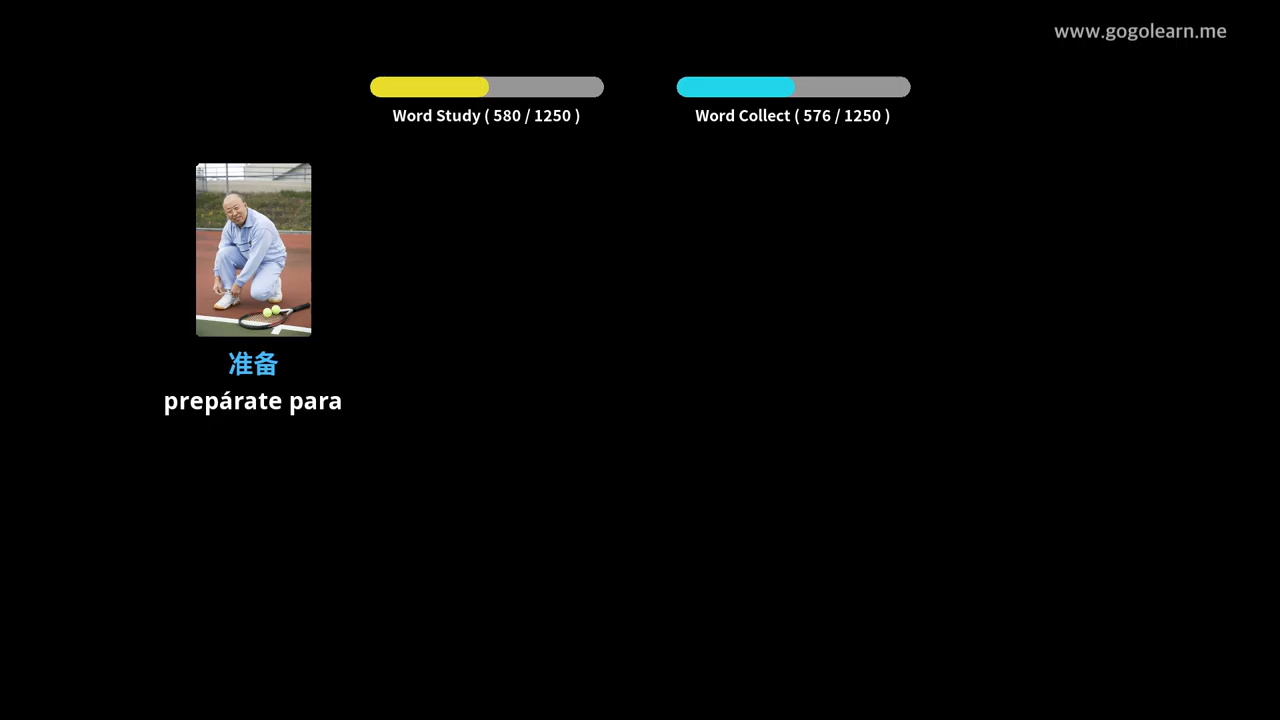 www.gogolearn.me
Word Study ( 580 / 1250 )
Word Collect ( 576 / 1250 )
准备
prepárate para